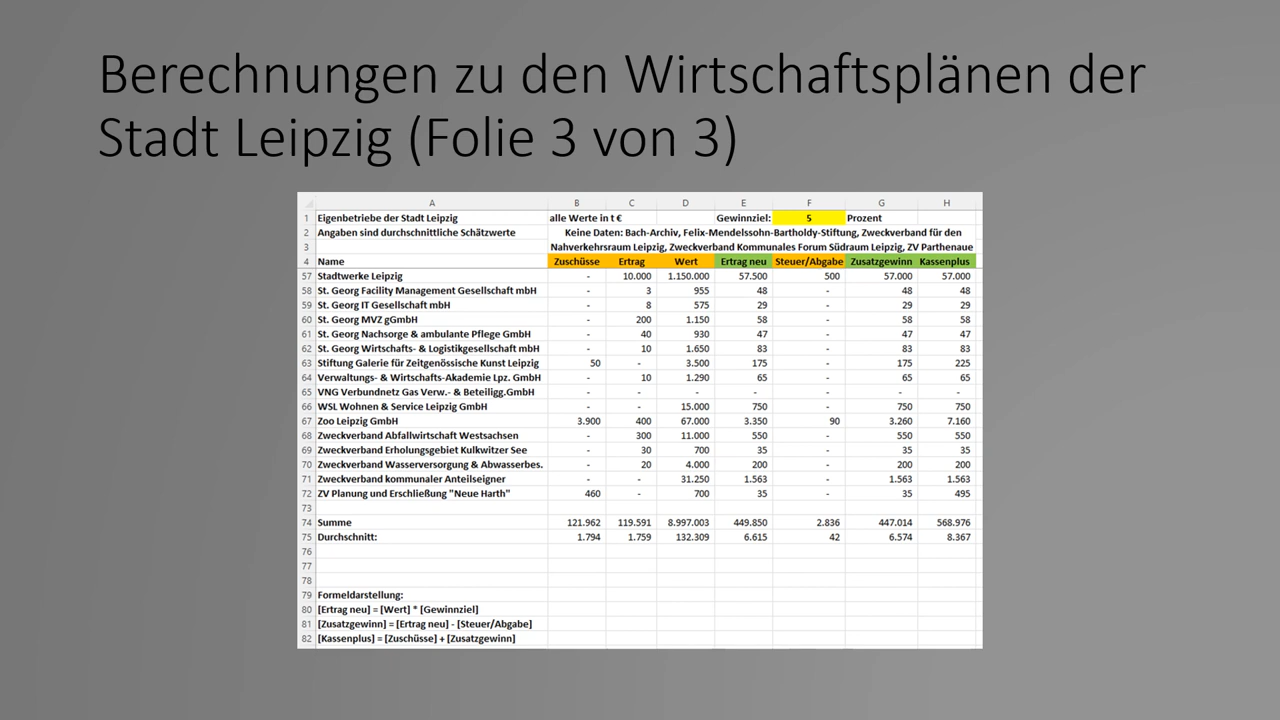 Berechnungen zu den Wirtschaftsplänen der
Stadt Leipzig (Folie 3 von 3)
A B C D E F G H
1 Eigenbetriebe der Stadt Leipzig alle Werte in t € Gewinnziel: 5 Prozent
2 Angaben sind durchschnittliche Schätzwerte Keine Daten: Bach-Archiv, Felix-Mendelssohn-Bartholdy-Stiftung, Zweckverband für den
3 Nahverkehrsraum Leipzig, Zweckverband Kommunales Forum Südraum Leipzig, ZV Parthenaue
4 Name Zuschüsse Ertrag Wert Ertrag neu Steuer/Abgabe Zusatzgewinn Kassenplus
57 Stadtwerke Leipzig - 10.000 1.150.000 57.500 500 57.000 57.000
58 St. Georg Facility Management Gesellschaft mbH - 3 955 48 - 48 48
59 St. Georg IT Gesellschaft mbH - 8 575 29 - 29 29
60 St. Georg MVZ gGmbH - 200 1.150 58 - 58 58
61 St. Georg Nachsorge & ambulante Pflege GmbH - 40 930 47 - 47 47
62 St. Georg Wirtschafts- & Logistikgesellschaft mbH - 10 1.650 83 - 83 83
63 Stiftung Galerie für Zeitgenössische Kunst Leipzig 50 - 3.500 175 - 175 225
64 Verwaltungs- & Wirtschafts-Akademie Lpz. GmbH - 10 1.290 65 - 65 65
65 VNG Verbundnetz Gas Verw.- & Beteiligg.GmbH - - - - - - -
66 WSL Wohnen & Service Leipzig GmbH - - 15.000 750 - 750 750
67 Zoo Leipzig GmbH 3.900 400 67.000 3.350 90 3.260 7.160
68 Zweckverband Abfallwirtschaft Westsachsen - 300 11.000 550 - 550 550
69 Zweckverband Erholungsgebiet Kulkwitzer See - 30 700 35 - 35 35
70 Zweckverband Wasserversorgung & Abwasserbes. - 20 4.000 200 - 200 200
71 Zweckverband kommunaler Anteilseigner - - 31.250 1.563 - 1.563 1.563
72 ZV Planung und Erschließung "Neue Harth" 460 - 700 35 - 35 495
73
74 Summe 121.962 119.591 8.997.003 449.850 2.836 447.014 568.976
75 Durchschnitt: 1.794 1.759 132.309 6.615 42 6.574 8.367
76
77
78
79 Formeldarstellung:
80 [Ertrag neu] = [Wert] * [Gewinnziel]
81 [Zusatzgewinn] = [Ertrag neu] - [Steuer/Abgabe]
82 [Kassenplus] = [Zuschüsse] + [Zusatzgewinn]